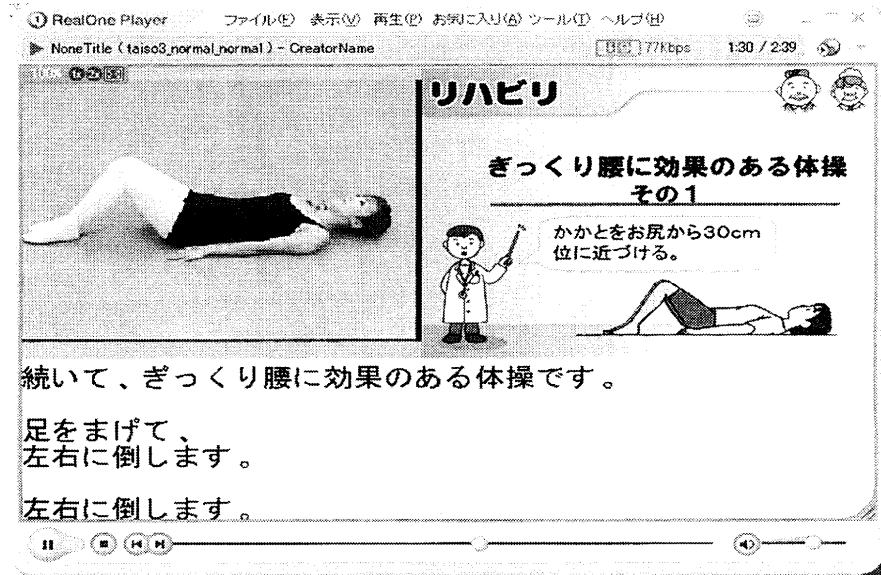 RealOne Player ファイル(F) 表示(V) 再生(P) お気に入り(A) ツール(T) ヘルプ(H)
NoneTitle ( taiso3_normal_normal ) - CreatorName 77Kbps 1:30 / 2:39
リハビリ
ぎっくり腰に効果のある体操
その1
かかとをお尻から30cm
位に近づける。
続いて、ぎっくり腰に効果のある体操です。
足をまげて、
左右に倒します。
左右に倒します。